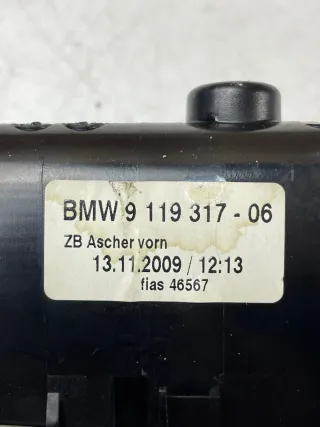 BMW 9 119 317 - 06
ZB Ascher vorn
13.11.2009 / 12:13
fias 46567